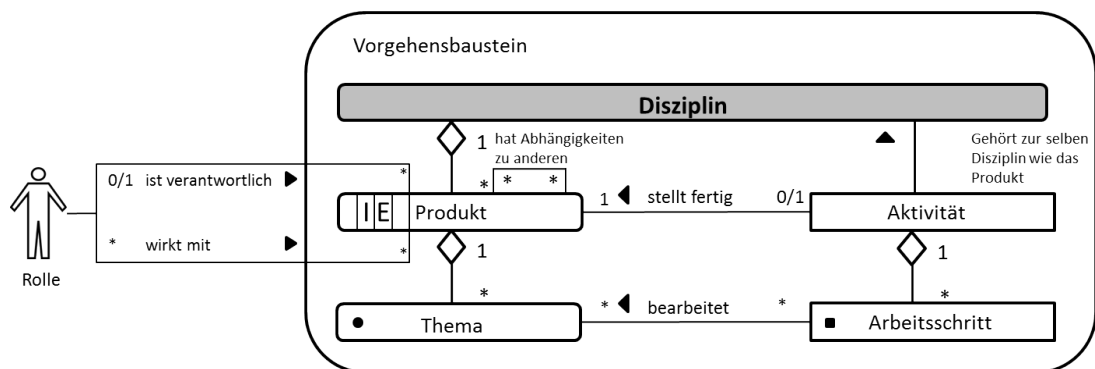 Vorgehensbaustein
Disziplin
1
hat Abhängigkeiten
zu anderen
Gehört zur selben
Disziplin wie das
Produkt
0/1 ist verantwortlich
*
*
* *
I E Produkt
1 stellt fertig 0/1
Aktivität
* wirkt mit
*
Rolle
1
1
*
*
Thema
* bearbeitet *
Arbeitsschritt